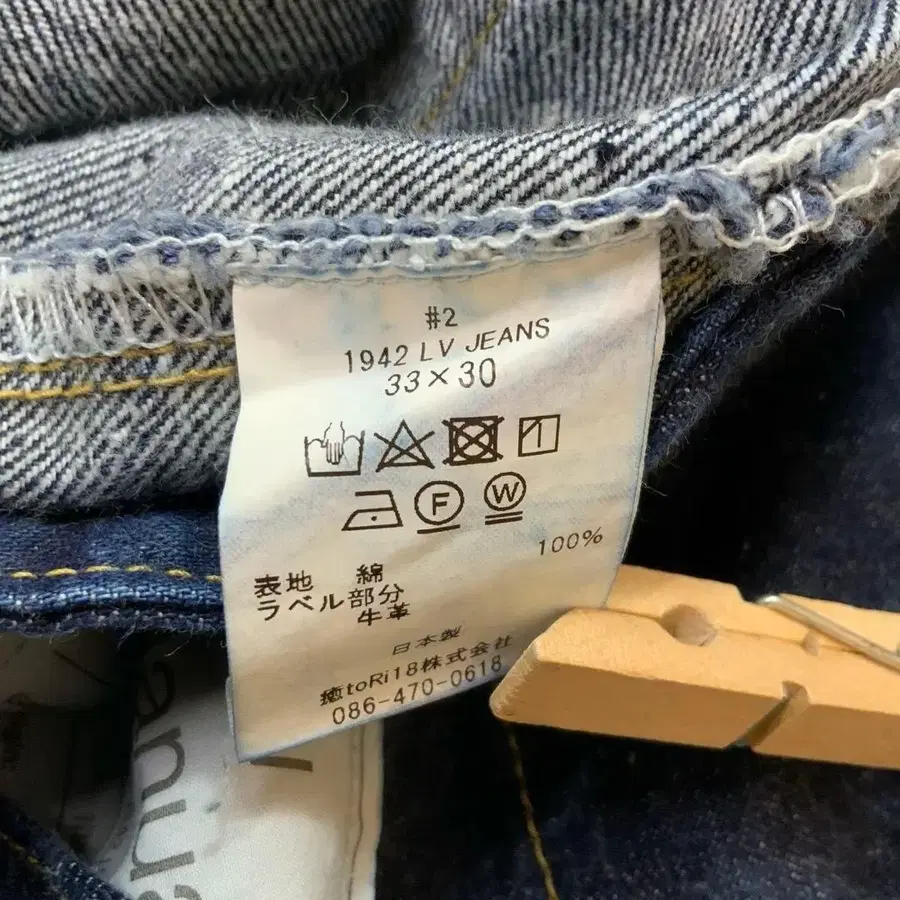 #2
1942 LV JEANS
33×30
F W
100%
表地 綿
ラベル部分
牛革
日本製
癒toRi18株式会社
086-470-0618